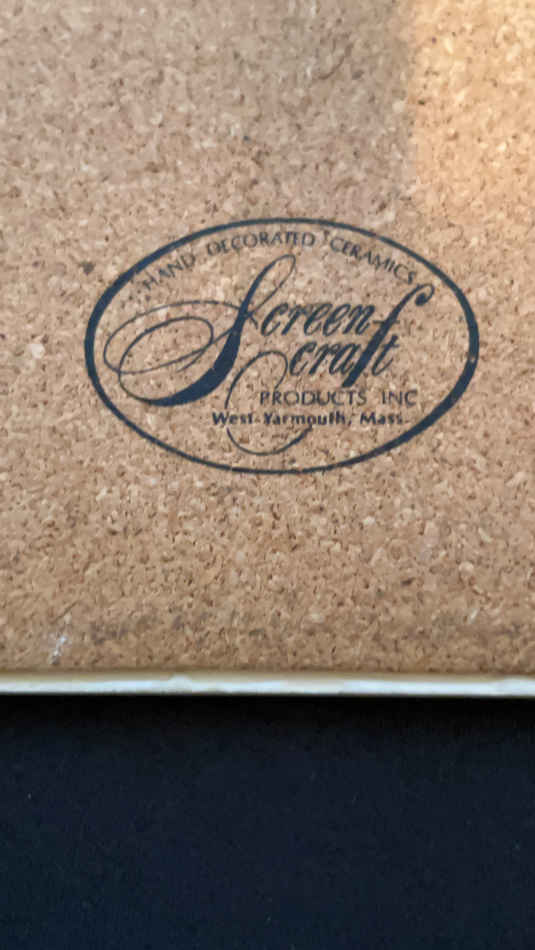 HAND DECORATED CERAMICS
Screen-
craft
PRODUCTS INC
West Yarmouth, Mass.